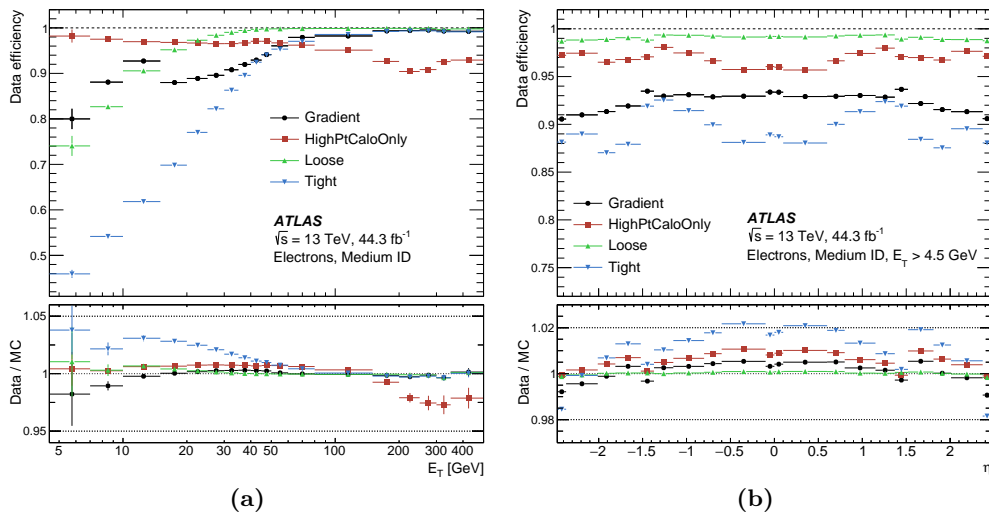 Data efficiency
1
0.9
0.8
0.7
0.6
0.5
Gradient
HighPtCaloOnly
Loose
Tight
ATLAS
√s = 13 TeV, 44.3 fb⁻¹
Electrons, Medium ID
Data / MC
1.05
1
0.95
5 10 20 30 40 50 100 200 300
E_T [GeV]
(a)
Data efficiency
1
0.95
0.9
0.85
0.8
0.75
Gradient
HighPtCaloOnly
Loose
Tight
ATLAS
√s = 13 TeV, 44.3 fb⁻¹
Electrons, Medium ID, E_T > 4.5 GeV
Data / MC
1.02
1
0.98
−2 −1.5 −1 −0.5 0 0.5 1 1.5 2
η
(b)